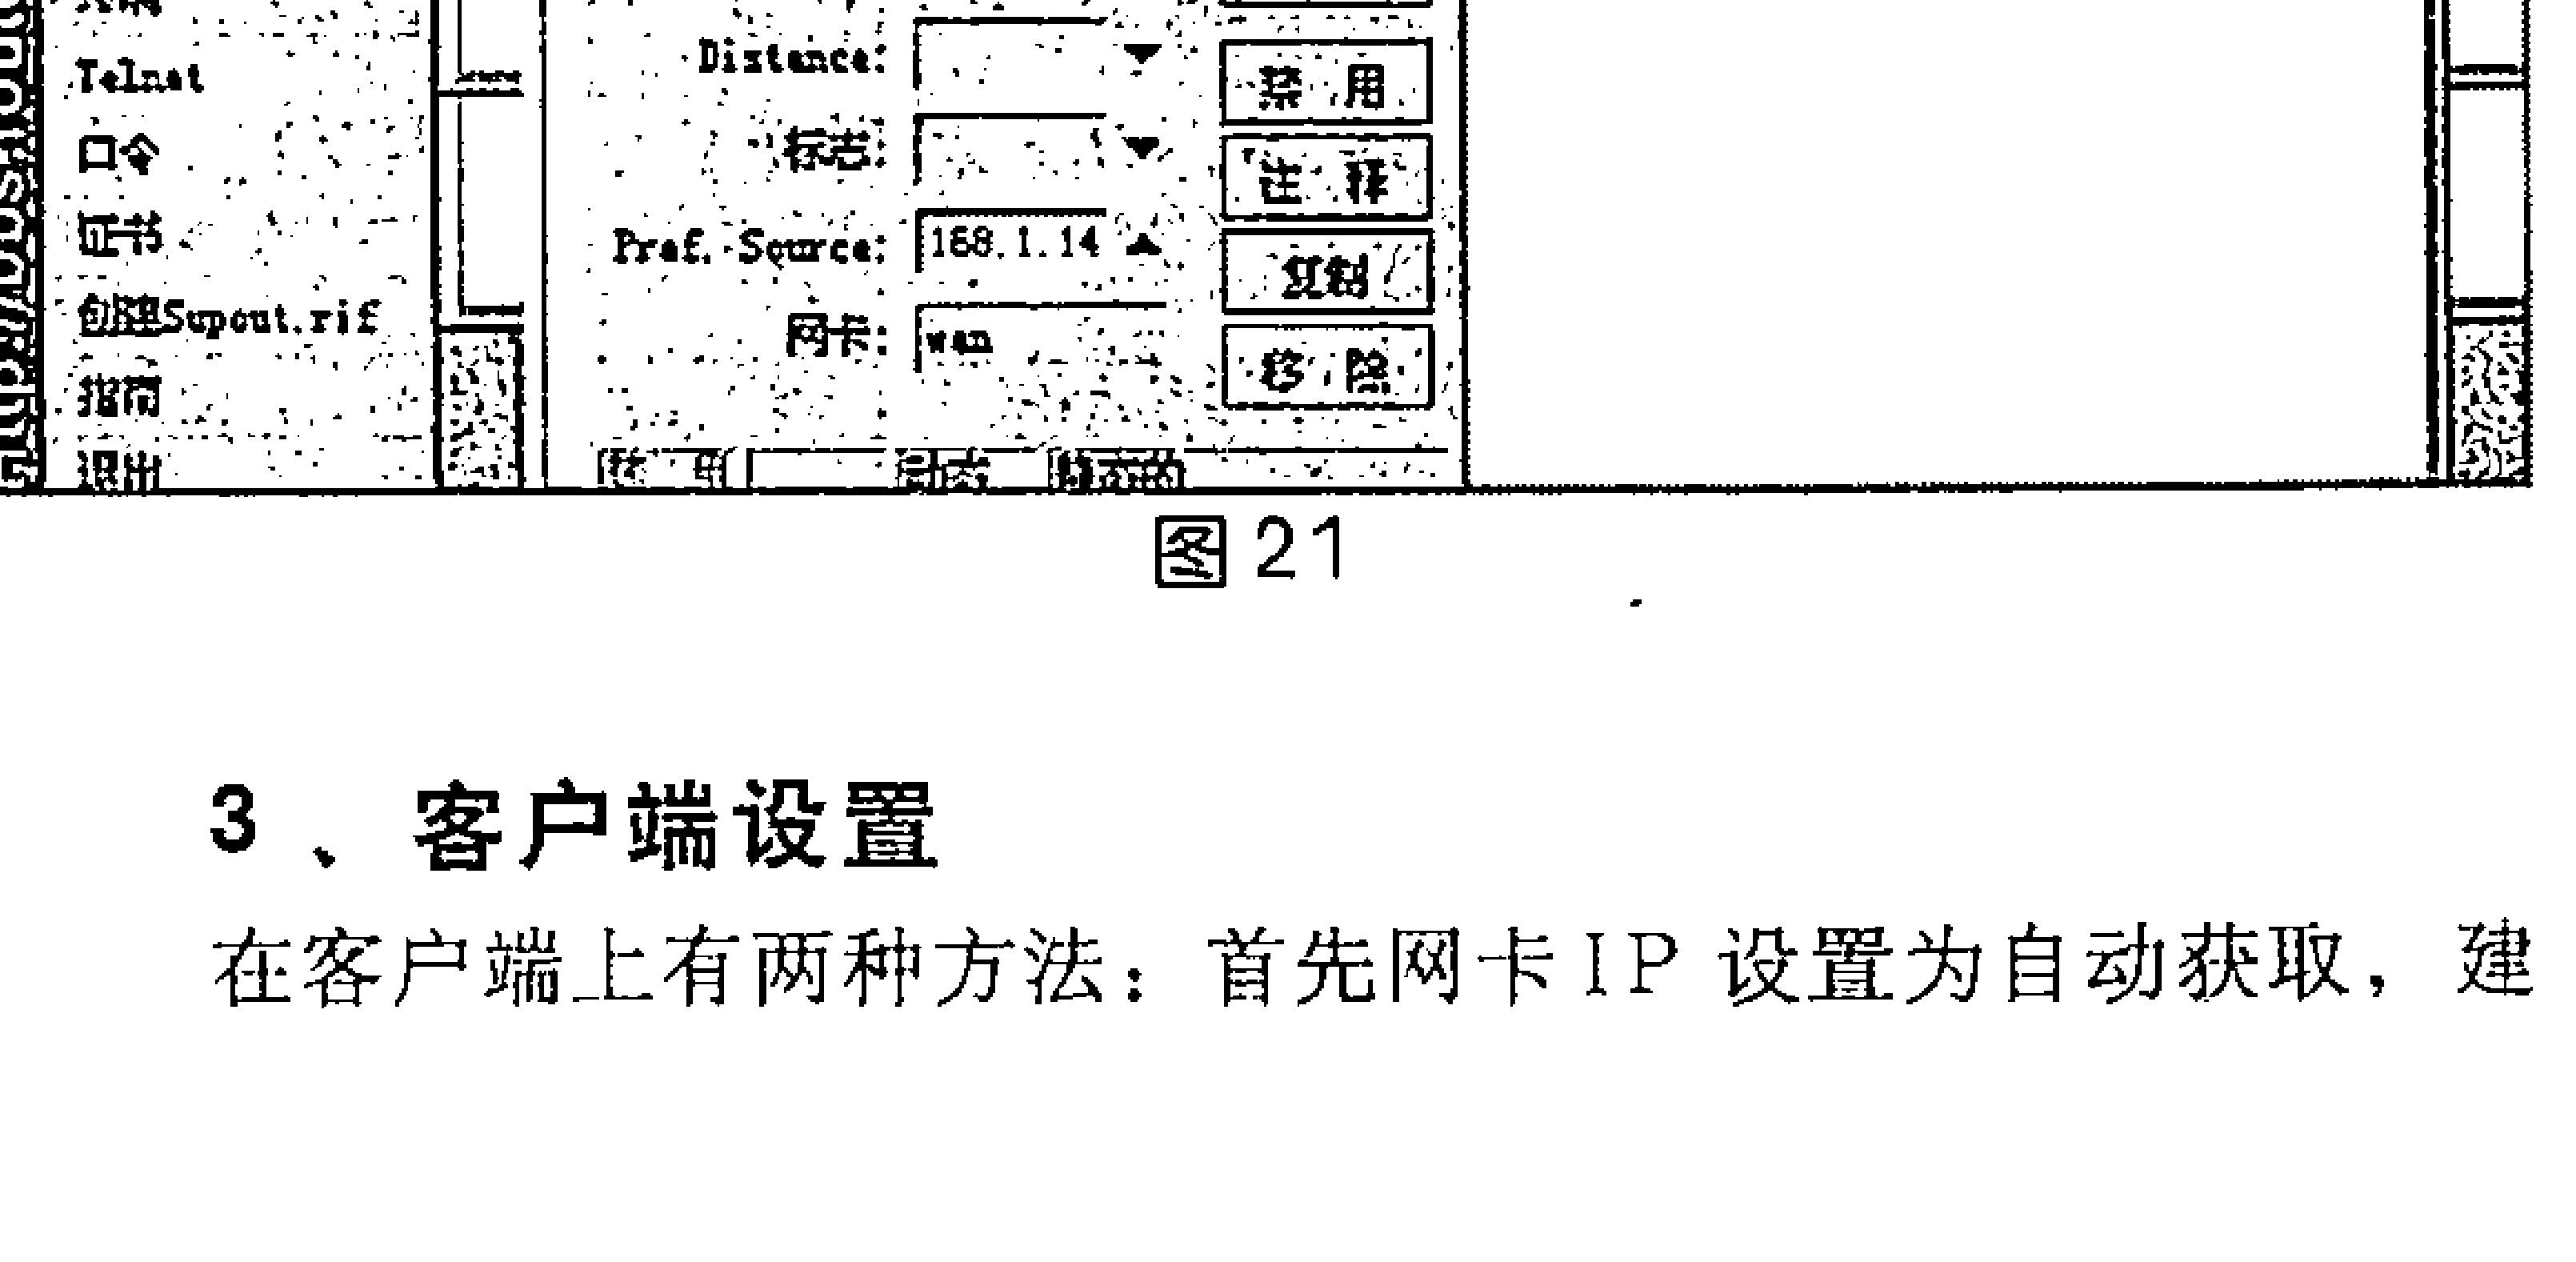 Telnet
口令
证书
创建Supout.rif
指南
退出
Distance:
标志:
Pref. Source: 168.1.14
网卡: wan
禁用
注释
复制
移除
图21
3、客户端设置
在客户端上有两种方法：首先网卡IP 设置为自动获取，建